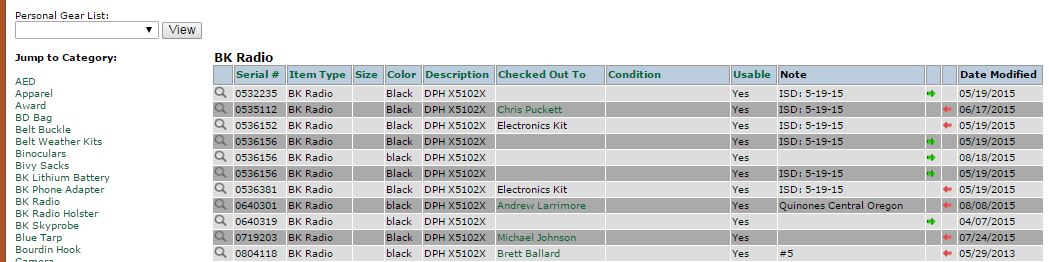 Personal Gear List:
View
Jump to Category:
AED
Apparel
Award
BD Bag
Belt Buckle
Belt Weather Kits
Binoculars
Bivy Sacks
BK Lithium Battery
BK Phone Adapter
BK Radio
BK Radio Holster
BK Skyprobe
Blue Tarp
Bourdin Hook
Camera
BK Radio
Serial # Item Type Size Color Description Checked Out To Condition Usable Note Date Modified
0532235 BK Radio Black DPH X5102X Yes ISD: 5-19-15 05/19/2015
0535112 BK Radio Black DPH X5102X Chris Puckett Yes ISD: 5-19-15 06/17/2015
0536152 BK Radio Black DPH X5102X Electronics Kit Yes ISD: 5-19-15 05/19/2015
0536156 BK Radio Black DPH X5102X Yes ISD: 5-19-15 05/19/2015
0536156 BK Radio black DPH X5102X Yes 08/18/2015
0536156 BK Radio Black DPH X5102X Yes ISD: 5-19-15 05/19/2015
0536381 BK Radio Black DPH X5102X Electronics Kit Yes ISD: 5-19-15 05/19/2015
0640301 BK Radio Black DPH X5102X Andrew Larrimore Yes Quinones Central Oregon 08/08/2015
0640319 BK Radio black DPH X5102X Yes 04/07/2015
0719203 BK Radio Black DPH X5102X Michael Johnson Yes 07/24/2015
0804118 BK Radio black DPH X5102X Brett Ballard Yes #5 05/29/2013